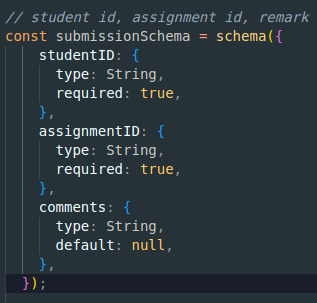 // student id, assignment id, remark
const submissionSchema = schema({
studentID: {
type: String,
required: true,
},
assignmentID: {
type: String,
required: true,
},
comments: {
type: String,
default: null,
},
});